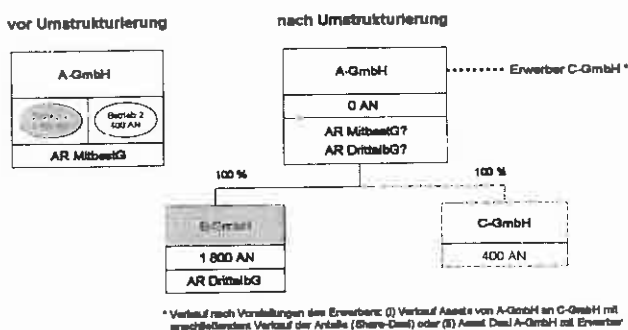 vor Umstrukturierung
nach Umstrukturierung
A-GmbH
Betrieb 2
400 AN
AR MitbestG
A-GmbH
Erwerber C-GmbH *
0 AN
AR MitbestG?
AR DrittelbG?
100 %
100 %
B-GmbH
1 800 AN
AR DrittelbG
C-GmbH
400 AN
* Verkauf nach Vorstellungen des Erwerbers: (i) Verkauf Assets von A-GmbH an C-GmbH mit
anschließendem Verkauf der Anteile (Share-Deal) oder (ii) Asset Deal A-GmbH mit Erwerber